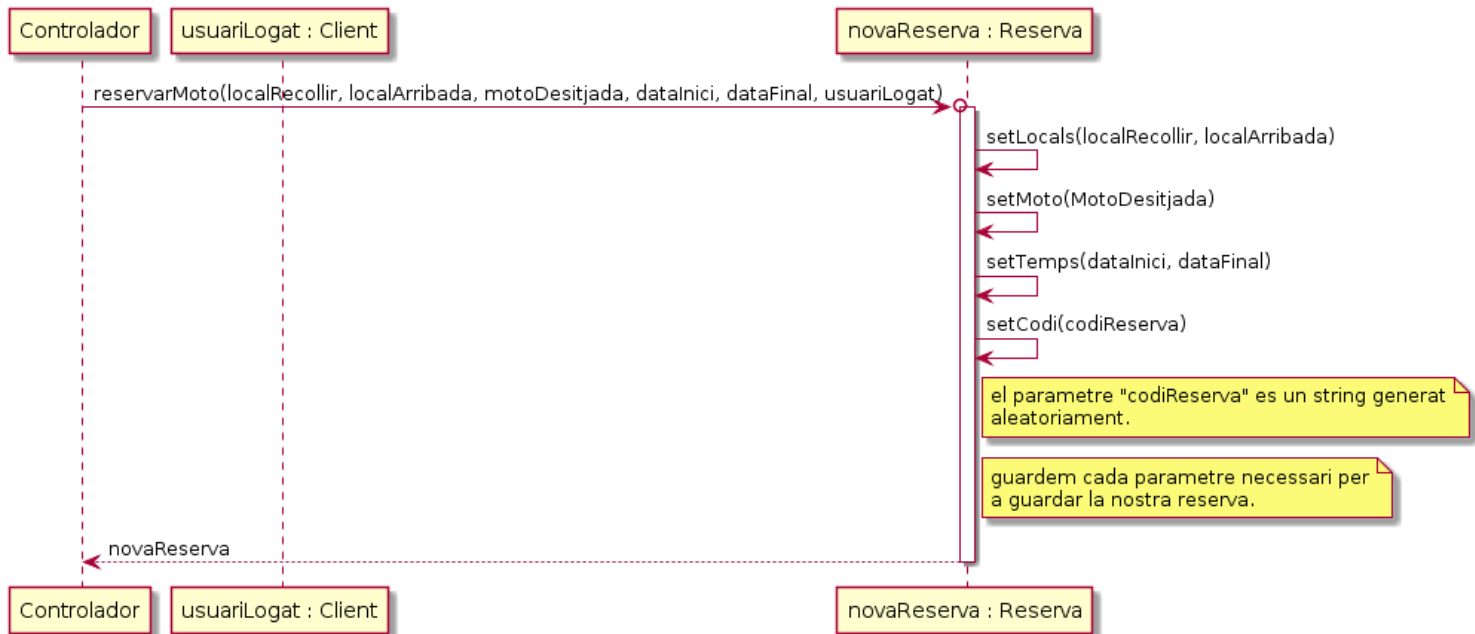 Controlador
usuariLogat : Client
novaReserva : Reserva
reservarMoto(localRecollir, localArribada, motoDesitjada, dataInici, dataFinal, usuariLogat)
setLocals(localRecollir, localArribada)
setMoto(MotoDesitjada)
setTemps(dataInici, dataFinal)
setCodi(codiReserva)
el parametre "codiReserva" es un string generat
aleatoriament.
guardem cada parametre necessari per
a guardar la nostra reserva.
novaReserva
Controlador
usuariLogat : Client
novaReserva : Reserva